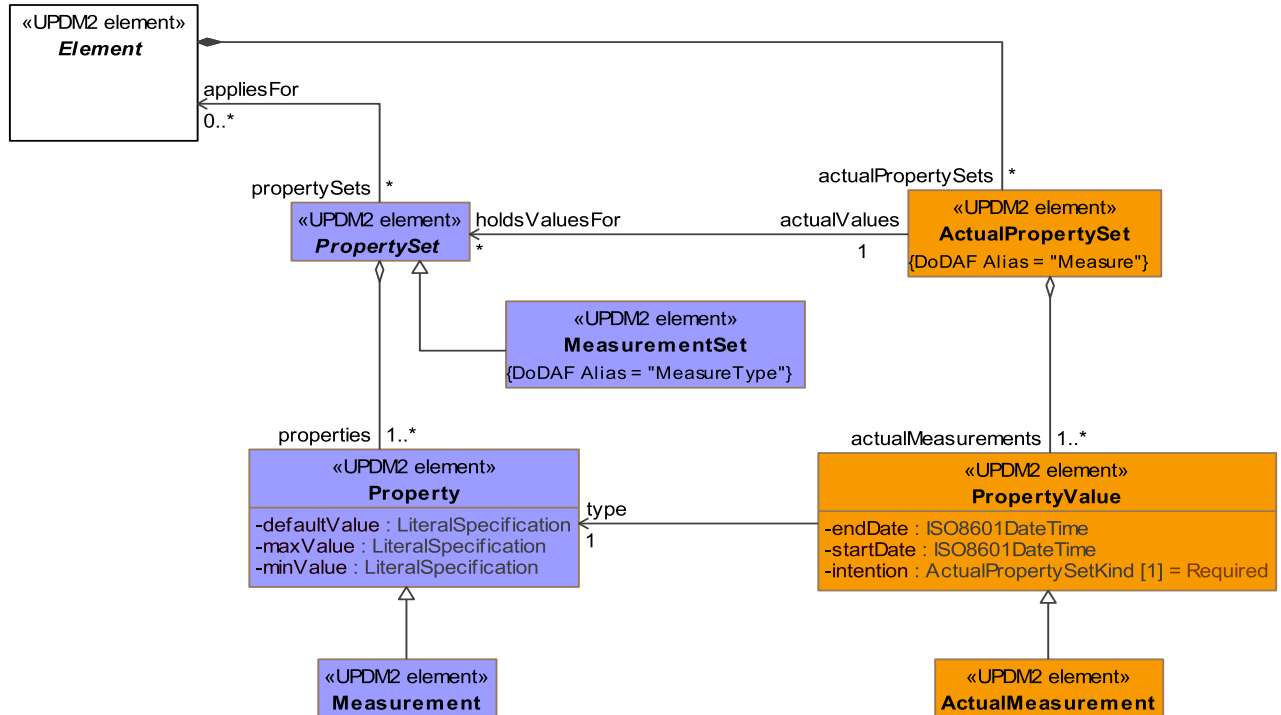 «UPDM2 element»
Element
appliesFor
0..*
propertySets *
actualPropertySets *
«UPDM2 element»
PropertySet
holdsValuesFor
*
actualValues
1
«UPDM2 element»
ActualPropertySet
{DoDAF Alias = "Measure"}
«UPDM2 element»
MeasurementSet
{DoDAF Alias = "MeasureType"}
properties 1..*
actualMeasurements 1..*
«UPDM2 element»
Property
-defaultValue : LiteralSpecification
-maxValue : LiteralSpecification
-minValue : LiteralSpecification
type
1
«UPDM2 element»
PropertyValue
-endDate : ISO8601DateTime
-startDate : ISO8601DateTime
-intention : ActualPropertySetKind [1] = Required
«UPDM2 element»
Measurement
«UPDM2 element»
ActualMeasurement